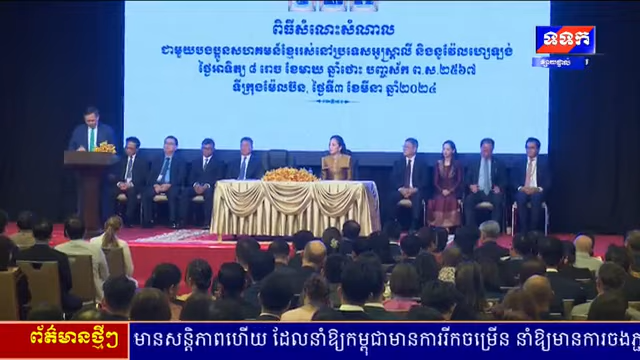 ពិធីសំណេះសំណាល
ជាមួយបងប្អូនសហគមន៍ខ្មែររស់នៅប្រទេសអូស្ត្រាលី និងនូវ៉ែលហ្សេឡង់
ថ្ងៃអាទិត្យ ៨ រោច ខែមាឃ ឆ្នាំថោះ បញ្ចស័ក ព.ស.២៥៦៧
ទីក្រុងម៉ែលប៊ន, ថ្ងៃទី៣ ខែមីនា ឆ្នាំ២០២៤
ទទក
ផ្សាយផ្ទាល់
ព័ត៌មានថ្មីៗ
មានសន្តិភាពហើយ ដែលនាំឱ្យកម្ពុជាមានការរីកចម្រើន នាំឱ្យមានការចង